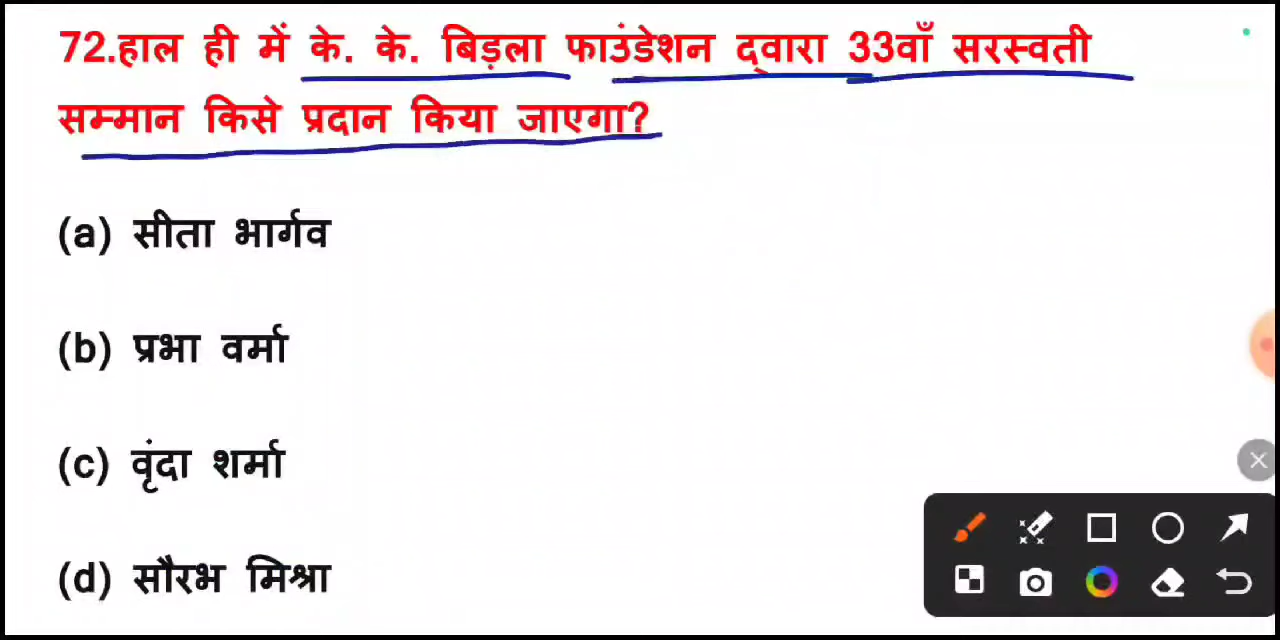 72.हाल ही में के. के. बिड़ला फाउंडेशन द्वारा 33वाँ सरस्वती
सम्मान किसे प्रदान किया जाएगा?
(a) सीता भार्गव
(b) प्रभा वर्मा
(c) वृंदा शर्मा
(d) सौरभ मिश्रा